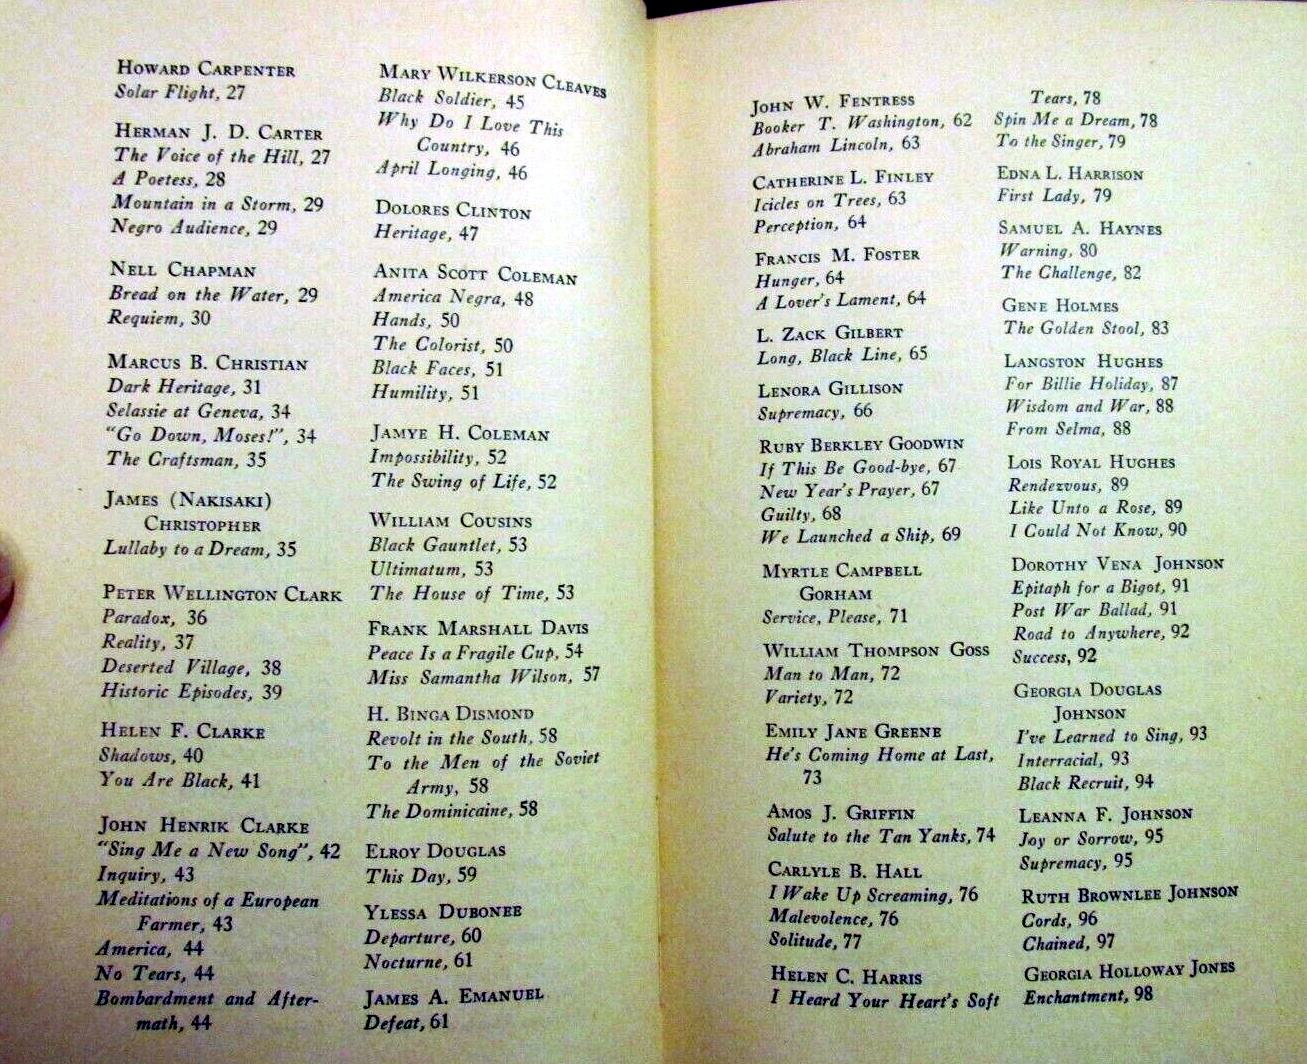 HOWARD CARPENTER
Solar Flight, 27
HERMAN J. D. CARTER
The Voice of the Hill, 27
A Poetess, 28
Mountain in a Storm, 29
Negro Audience, 29
NELL CHAPMAN
Bread on the Water, 29
Requiem, 30
MARCUS B. CHRISTIAN
Dark Heritage, 31
Selassie at Geneva, 34
"Go Down, Moses!", 34
The Craftsman, 35
JAMES (NAKISAKI)
CHRISTOPHER
Lullaby to a Dream, 35
PETER WELLINGTON CLARK
Paradox, 36
Reality, 37
Deserted Village, 38
Historic Episodes, 39
HELEN F. CLARKE
Shadows, 40
You Are Black, 41
JOHN HENRIK CLARKE
"Sing Me a New Song", 42
Inquiry, 43
Meditations of a European
Farmer, 43
America, 44
No Tears, 44
Bombardment and After-
math, 44
MARY WILKERSON CLEAVES
Black Soldier, 45
Why Do I Love This
Country, 46
April Longing, 46
DOLORES CLINTON
Heritage, 47
ANITA SCOTT COLEMAN
America Negra, 48
Hands, 50
The Colorist, 50
Black Faces, 51
Humility, 51
JAMYE H. COLEMAN
Impossibility, 52
The Swing of Life, 52
WILLIAM COUSINS
Black Gauntlet, 53
Ultimatum, 53
The House of Time, 53
FRANK MARSHALL DAVIS
Peace Is a Fragile Cup, 54
Miss Samantha Wilson, 57
H. BINGA DISMOND
Revolt in the South, 58
To the Men of the Soviet
Army, 58
The Dominicaine, 58
ELROY DOUGLAS
This Day, 59
YLESSA DUBONEE
Departure, 60
Nocturne, 61
JAMES A. EMANUEL
Defeat, 61
JOHN W. FENTRESS
Booker T. Washington, 62
Abraham Lincoln, 63
CATHERINE L. FINLEY
Icicles on Trees, 63
Perception, 64
FRANCIS M. FOSTER
Hunger, 64
A Lover's Lament, 64
L. ZACK GILBERT
Long, Black Line, 65
LENORA GILLISON
Supremacy, 66
RUBY BERKLEY GOODWIN
If This Be Good-bye, 67
New Year's Prayer, 67
Guilty, 68
We Launched a Ship, 69
MYRTLE CAMPBELL
GORHAM
Service, Please, 71
WILLIAM THOMPSON GOSS
Man to Man, 72
Variety, 72
EMILY JANE GREENE
He's Coming Home at Last,
73
AMOS J. GRIFFIN
Salute to the Tan Yanks, 74
CARLYLE B. HALL
I Wake Up Screaming, 76
Malevolence, 76
Solitude, 77
HELEN C. HARRIS
I Heard Your Heart's Soft
Tears, 78
Spin Me a Dream, 78
To the Singer, 79
EDNA L. HARRISON
First Lady, 79
SAMUEL A. HAYNES
Warning, 80
The Challenge, 82
GENE HOLMES
The Golden Stool, 83
LANGSTON HUGHES
For Billie Holiday, 87
Wisdom and War, 88
From Selma, 88
LOIS ROYAL HUGHES
Rendezvous, 89
Like Unto a Rose, 89
I Could Not Know, 90
DOROTHY VENA JOHNSON
Epitaph for a Bigot, 91
Post War Ballad, 91
Road to Anywhere, 92
Success, 92
GEORGIA DOUGLAS
JOHNSON
I've Learned to Sing, 93
Interracial, 93
Black Recruit, 94
LEANNA F. JOHNSON
Joy or Sorrow, 95
Supremacy, 95
RUTH BROWNLEE JOHNSON
Cords, 96
Chained, 97
GEORGIA HOLLOWAY JONES
Enchantment, 98